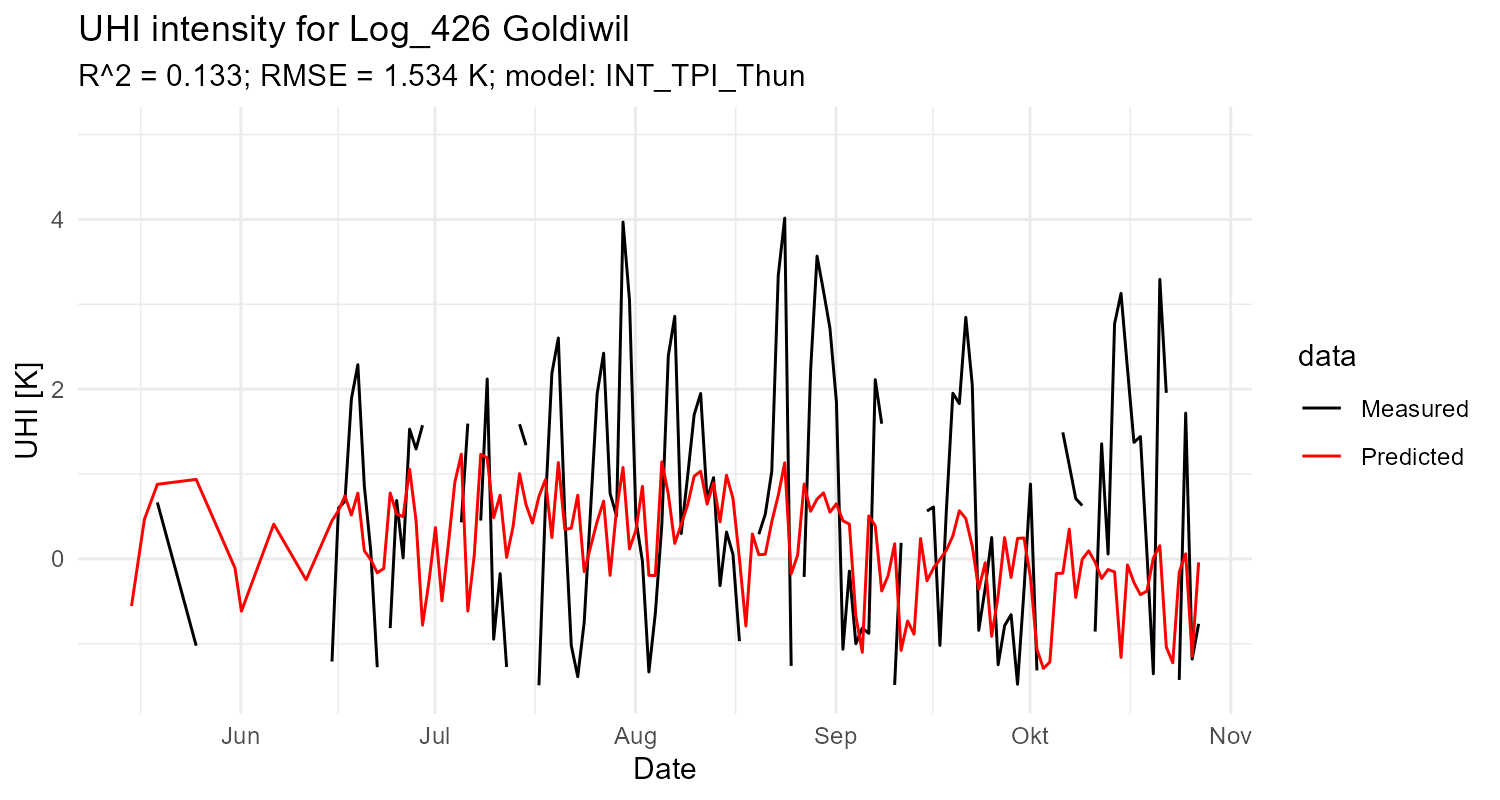 UHI intensity for Log_426 Goldiwil
R^2 = 0.133; RMSE = 1.534 K; model: INT_TPI_Thun
UHI [K]
4
2
0
Jun Jul Aug Sep Okt Nov
Date
data
Measured
Predicted